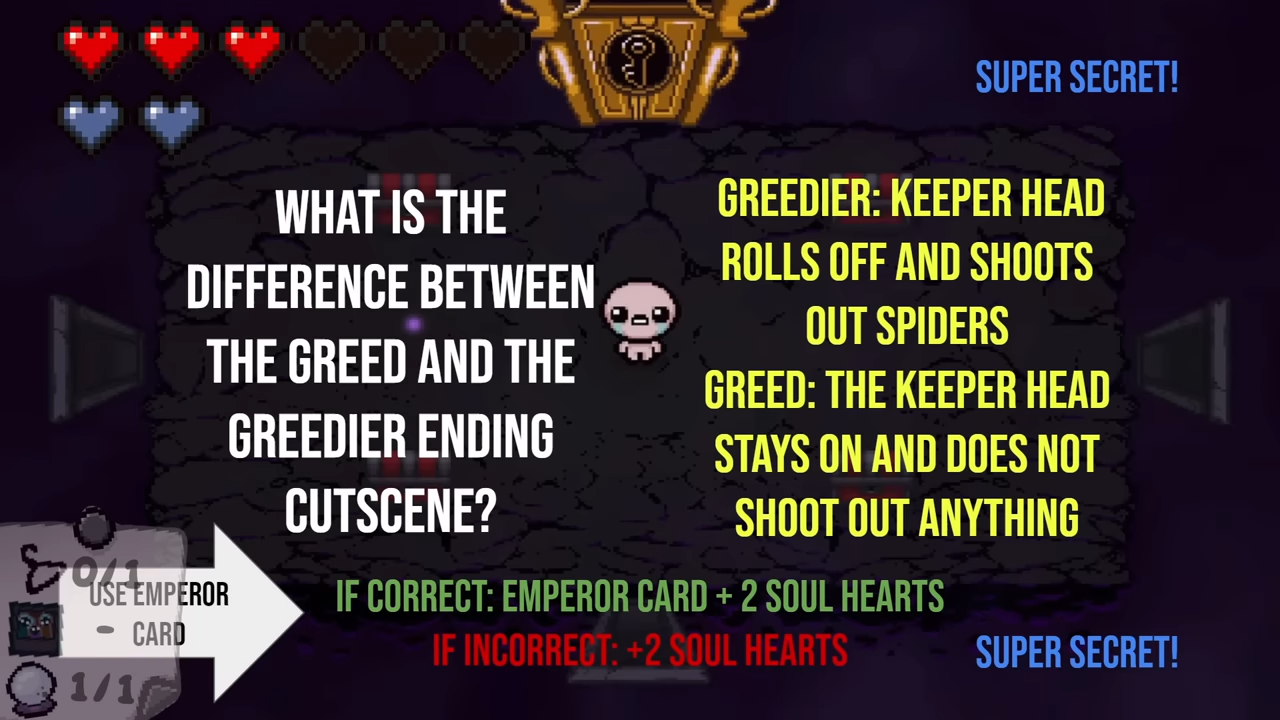 SUPER SECRET!
WHAT IS THE
DIFFERENCE BETWEEN
THE GREED AND THE
GREEDIER ENDING
CUTSCENE?
GREEDIER: KEEPER HEAD
ROLLS OFF AND SHOOTS
OUT SPIDERS
GREED: THE KEEPER HEAD
STAYS ON AND DOES NOT
SHOOT OUT ANYTHING
0/1
USE EMPEROR
CARD
1/1
IF CORRECT: EMPEROR CARD + 2 SOUL HEARTS
IF INCORRECT: +2 SOUL HEARTS
SUPER SECRET!